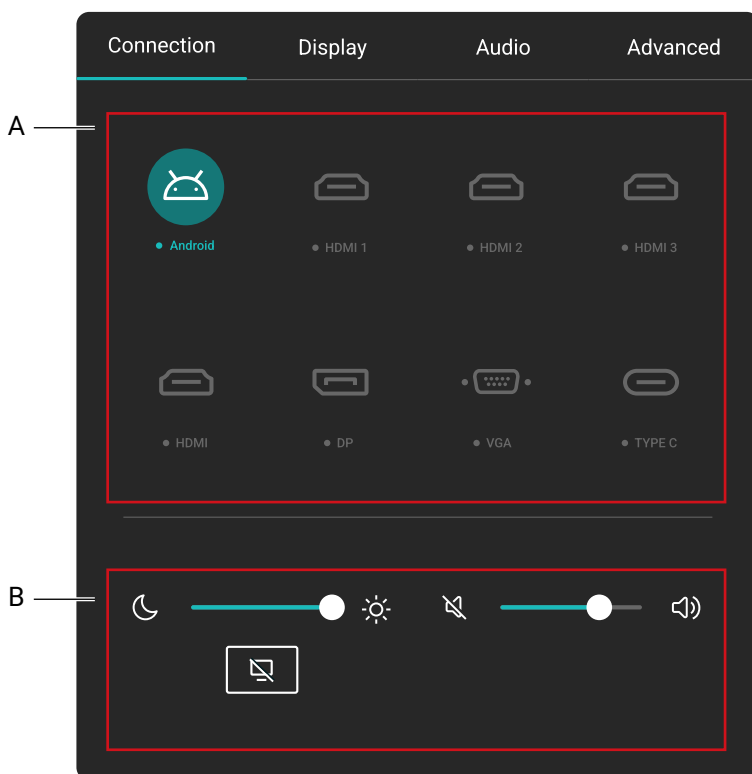 Connection Display Audio Advanced
A
Android HDMI 1 HDMI 2 HDMI 3
HDMI DP VGA TYPE C
B